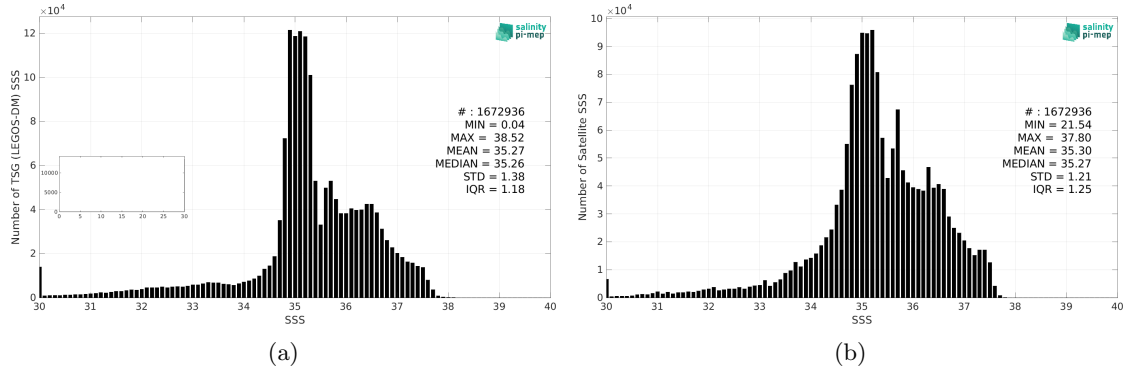 ×10⁴
12
10
8
6
4
2
0
30
31
32
33
34
35
36
37
38
39
40
SSS
Number of TSG (LEGOS-DM) SSS
10000
5000
0
0
5
10
15
20
25
30
salinity
pi-mep
# : 1672936
MIN = 0.04
MAX = 38.52
MEAN = 35.27
MEDIAN = 35.26
STD = 1.38
IQR = 1.18
(a)
×10⁴
10
9
8
7
6
5
4
3
2
1
0
30
31
32
33
34
35
36
37
38
39
40
SSS
Number of Satellite SSS
salinity
pi-mep
# : 1672936
MIN = 21.54
MAX = 37.80
MEAN = 35.30
MEDIAN = 35.27
STD = 1.21
IQR = 1.25
(b)